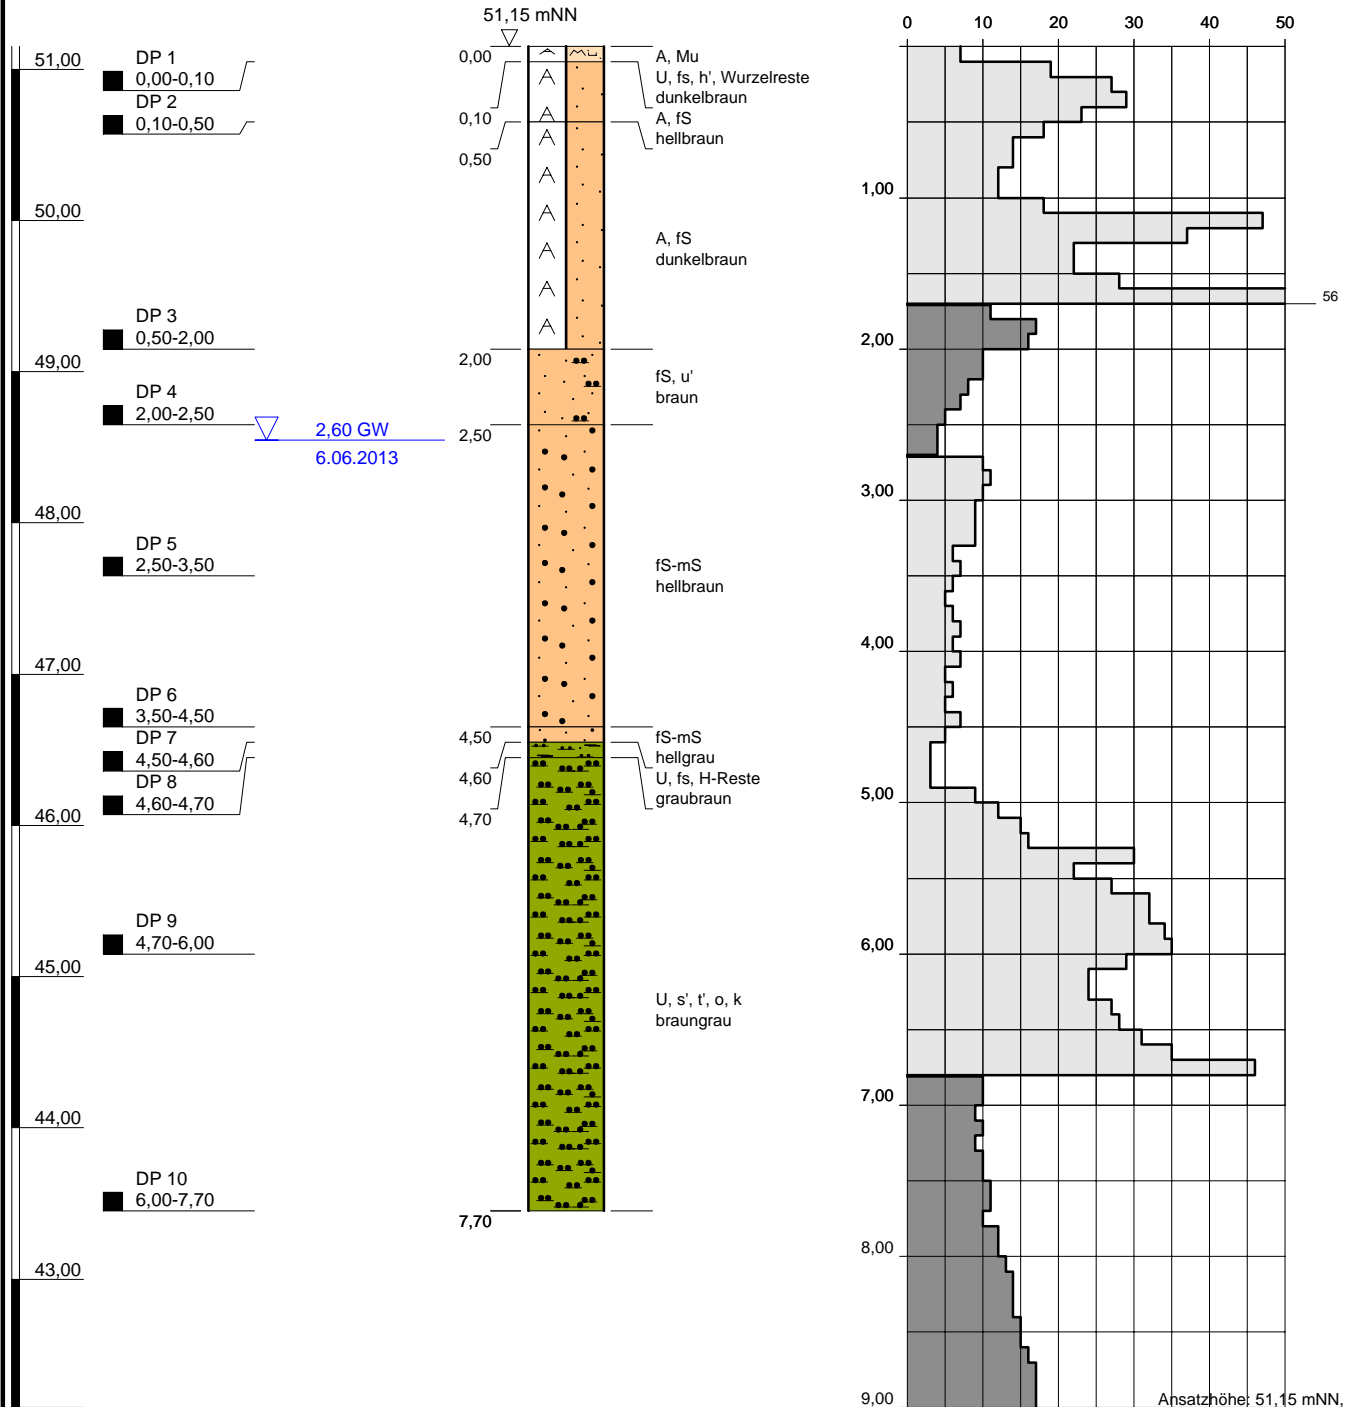 51,15 mNN
51,00
50,00
49,00
48,00
47,00
46,00
45,00
44,00
43,00
DP 1
0,00-0,10
DP 2
0,10-0,50
DP 3
0,50-2,00
DP 4
2,00-2,50
2,60 GW
6.06.2013
DP 5
2,50-3,50
DP 6
3,50-4,50
DP 7
4,50-4,60
DP 8
4,60-4,70
DP 9
4,70-6,00
DP 10
6,00-7,70
0,00
0,10
0,50
2,00
2,50
4,50
4,60
4,70
7,70
A, Mu
U, fs, h', Wurzelreste
dunkelbraun
A, fS
hellbraun
A, fS
dunkelbraun
fS, u'
braun
fS-mS
hellbraun
fS-mS
hellgrau
U, fs, H-Reste
graubraun
U, s', t', o, k
braungrau
0 10 20 30 40 50
1,00
56
2,00
3,00
4,00
5,00
6,00
7,00
8,00
9,00
Ansatzhöhe: 51,15 mNN,